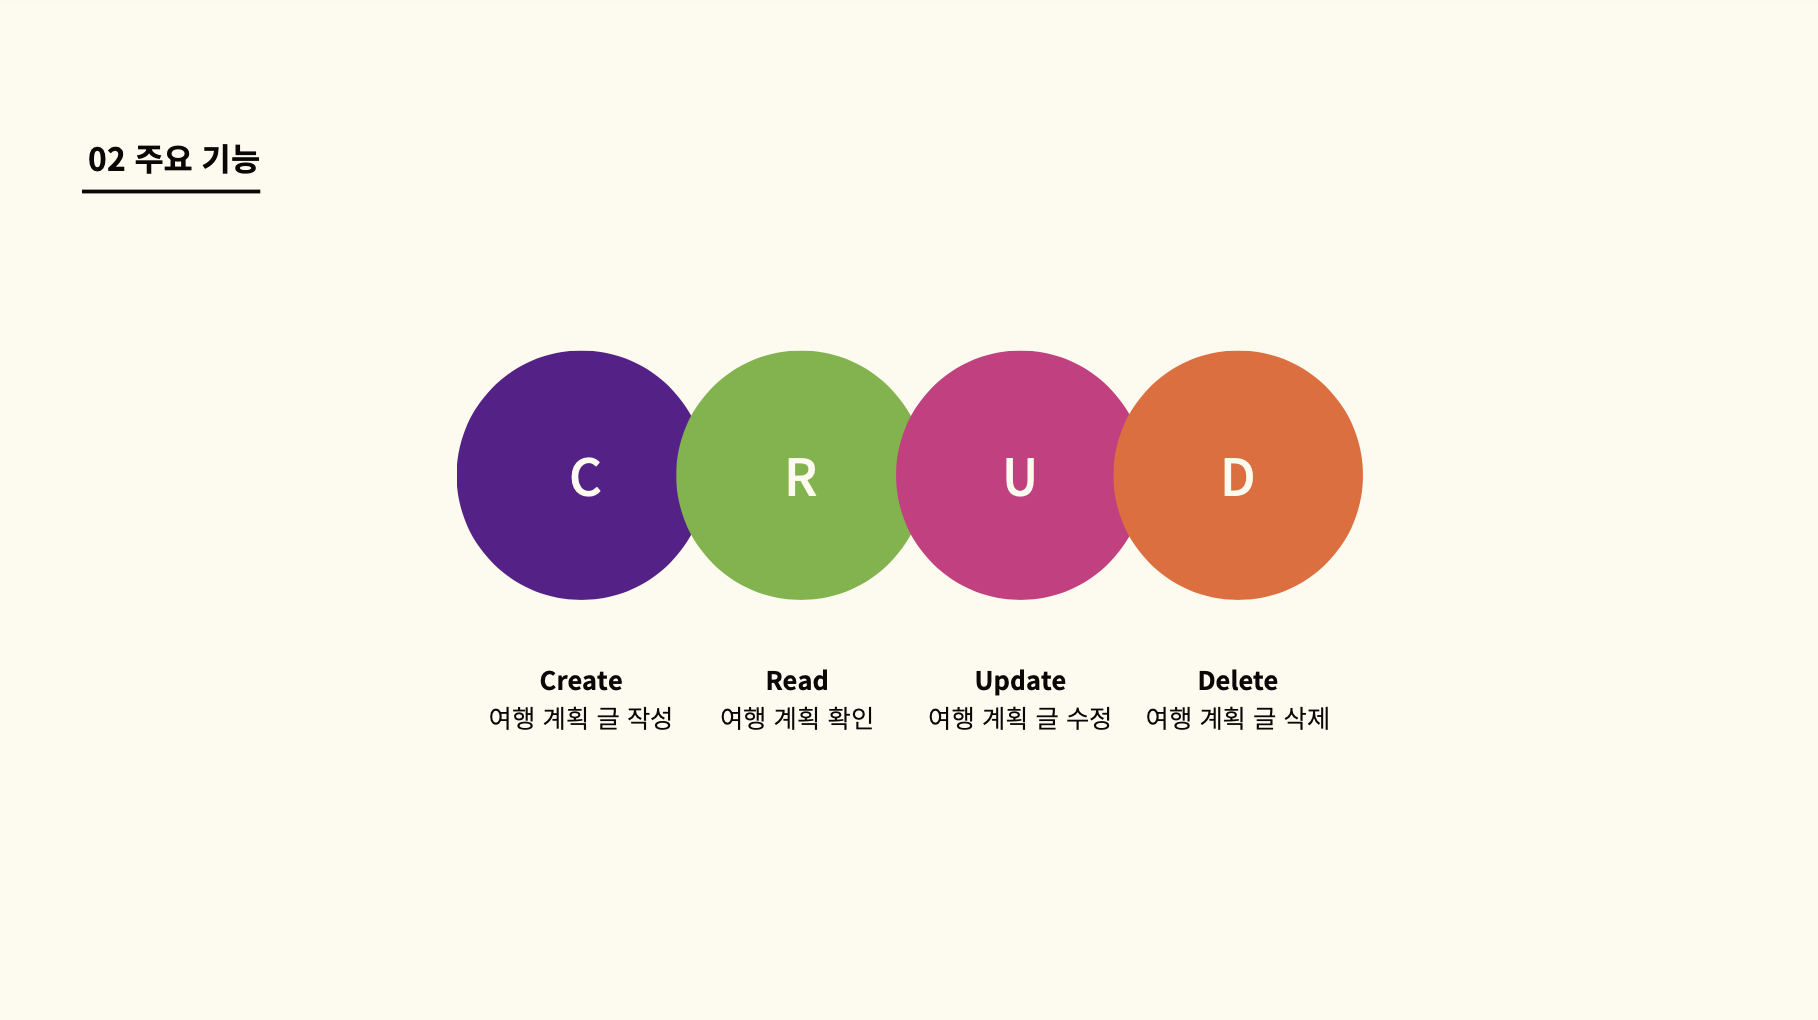 02 주요 기능
C
R
U
D
Create
여행 계획 글 작성
Read
여행 계획 확인
Update
여행 계획 글 수정
Delete
여행 계획 글 삭제